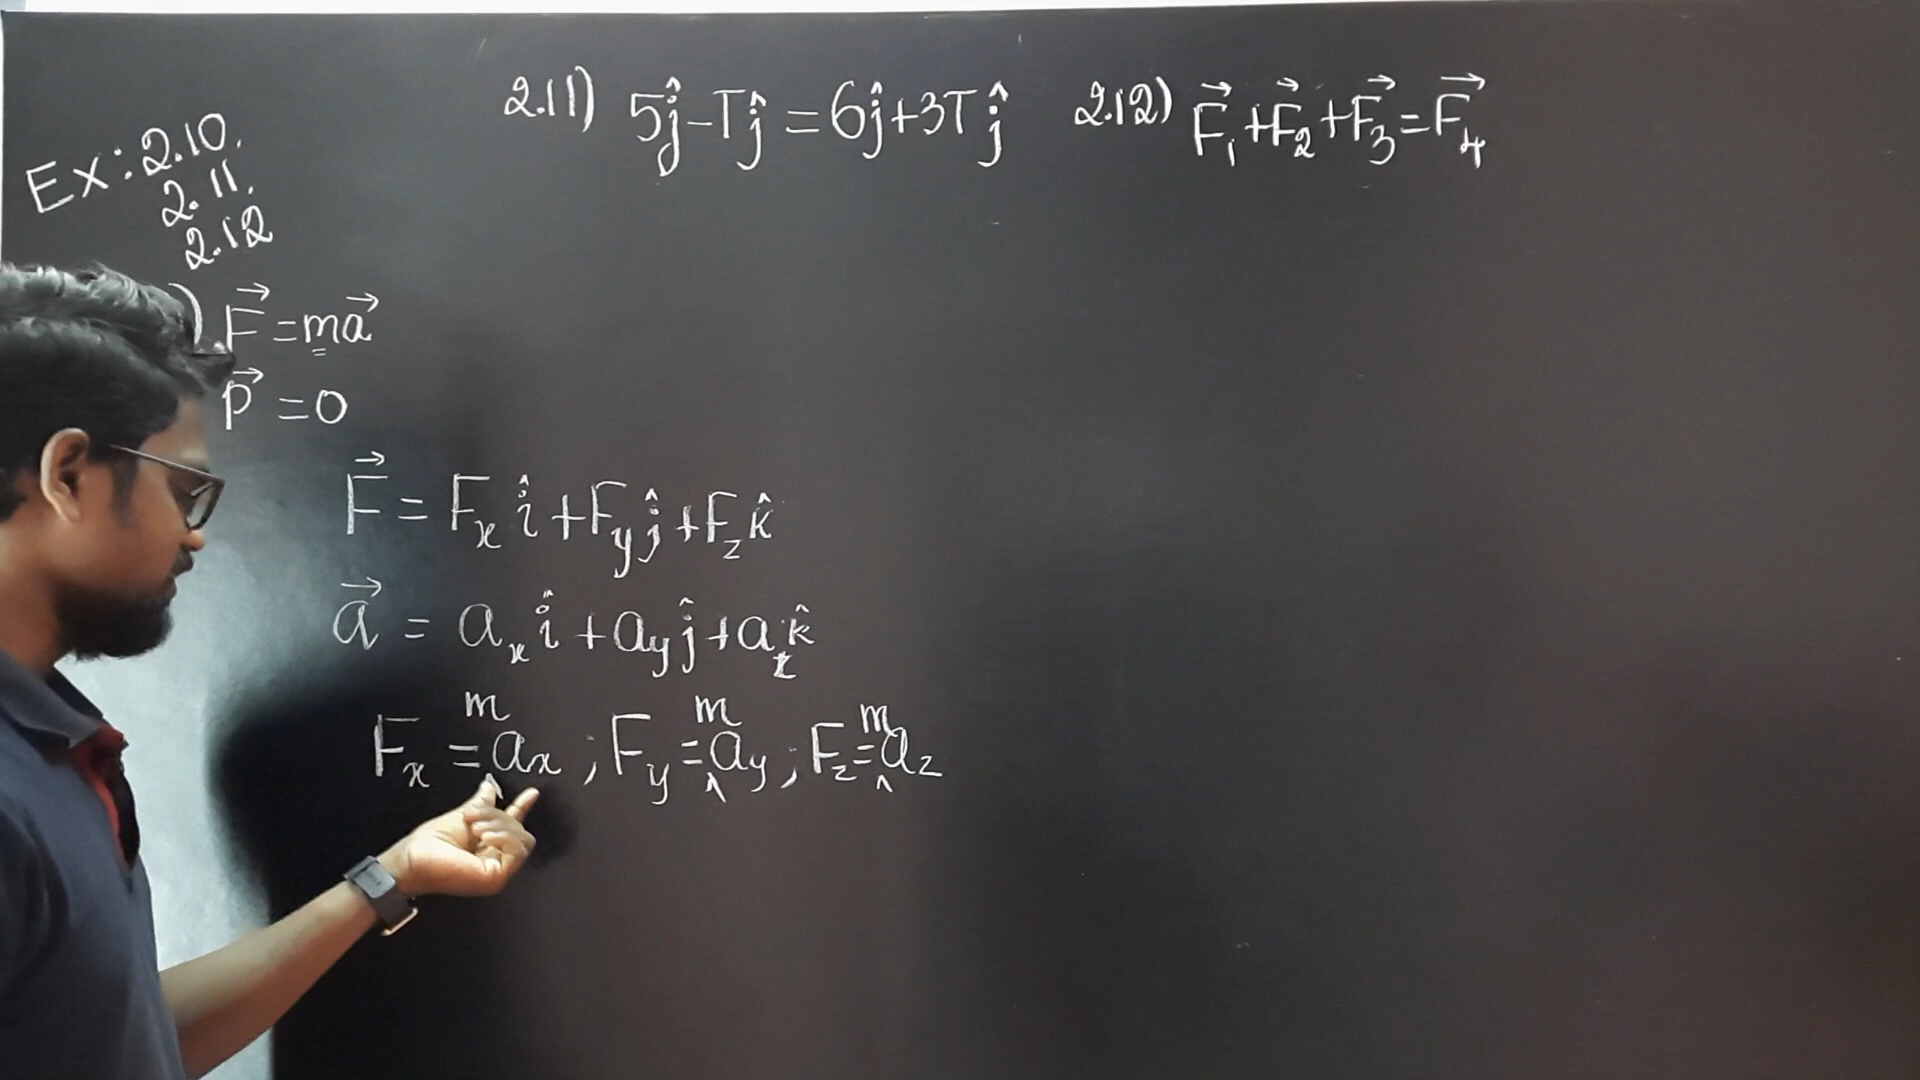 Ex: 2.10.
2.11.
2.12
) F⃗ = ma⃗
P⃗ = 0
F⃗ = Fₓ î + F_y ĵ + F_z k̂
a⃗ = aₓ î + a_y ĵ + a_z k̂
Fₓ = m aₓ ; F_y = m a_y ; F_z = m a_z
2.11) 5ĵ - Tĵ = 6ĵ + 3Tĵ
2.12) F⃗₁ + F⃗₂ + F⃗₃ = F⃗₄